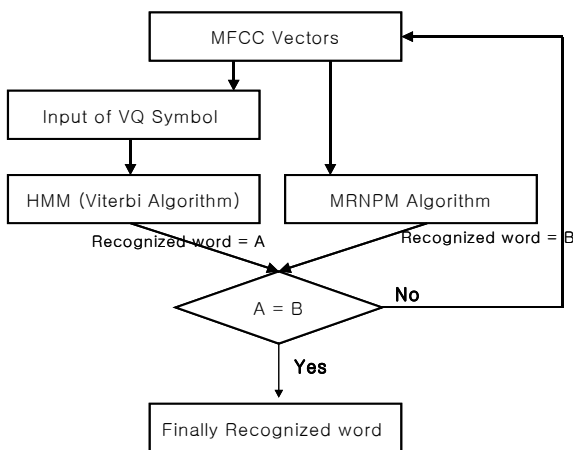 MFCC Vectors
Input of VQ Symbol
HMM (Viterbi Algorithm)
MRNPM Algorithm
Recognized word = A
Recognized word = B
A = B
No
Yes
Finally Recognized word